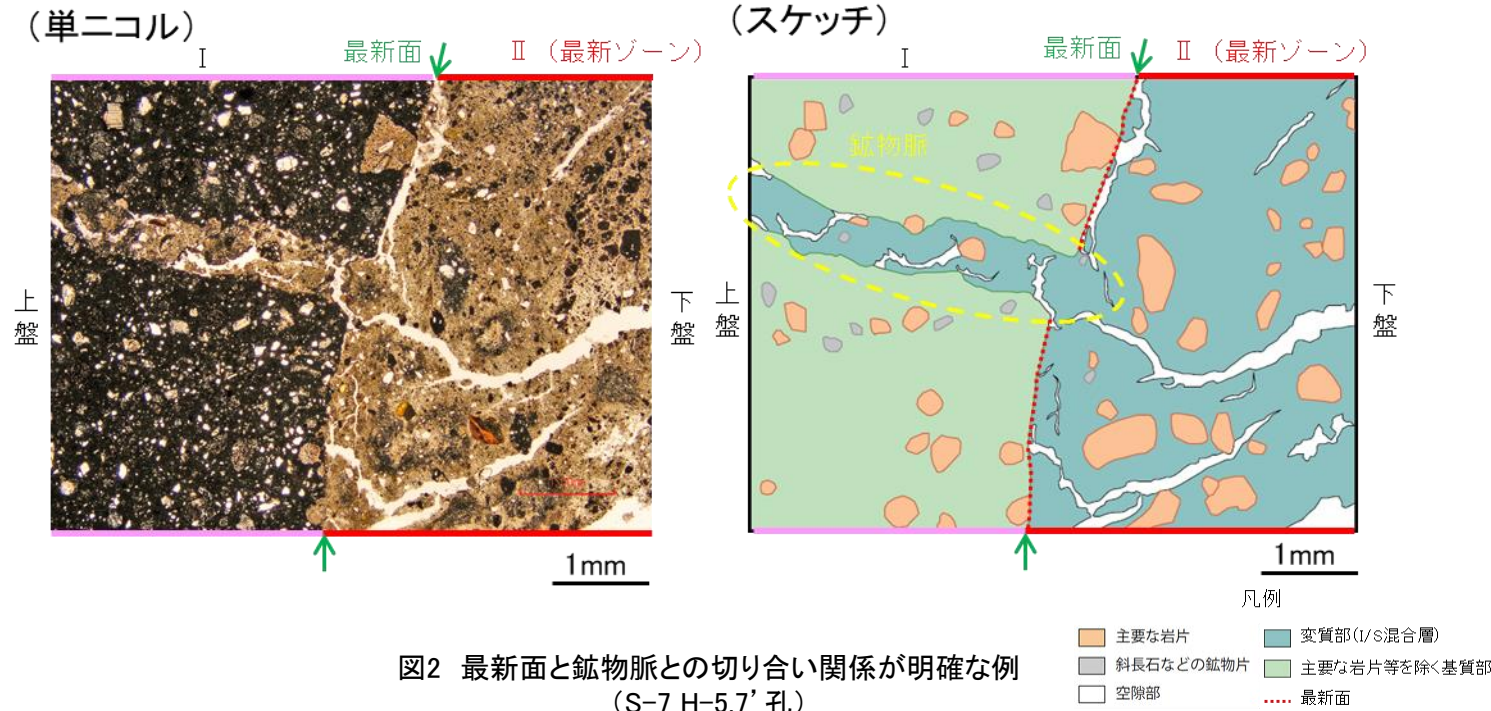 (単ニコル)
Ⅰ
最新面
Ⅱ (最新ゾーン)
上盤
下盤
1mm
(スケッチ)
Ⅰ
最新面
Ⅱ (最新ゾーン)
鉱物脈
上盤
下盤
1mm
凡例
主要な岩片
変質部(I/S混合層)
斜長石などの鉱物片
主要な岩片等を除く基質部
空隙部
最新面
図2 最新面と鉱物脈との切り合い関係が明確な例
(S-7 H-5.7’孔)